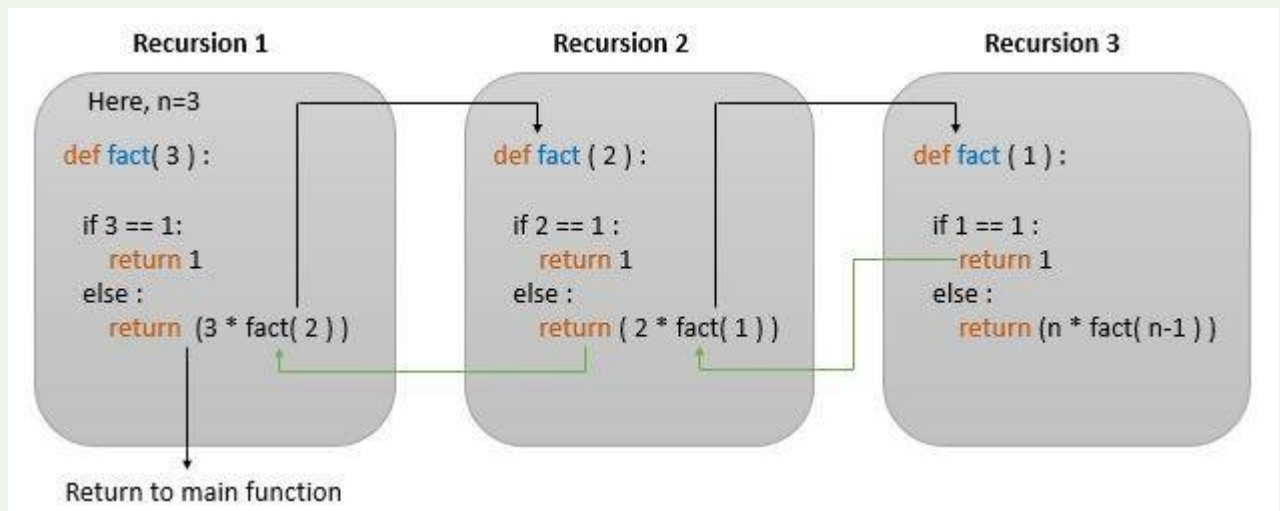 Recursion 1
Here, n=3
def fact( 3 ) :
if 3 == 1:
return 1
else :
return (3 * fact( 2 ) )
Return to main function
Recursion 2
def fact ( 2 ) :
if 2 == 1 :
return 1
else :
return ( 2 * fact( 1 ) )
Recursion 3
def fact ( 1 ) :
if 1 == 1 :
return 1
else :
return (n * fact( n-1 ) )